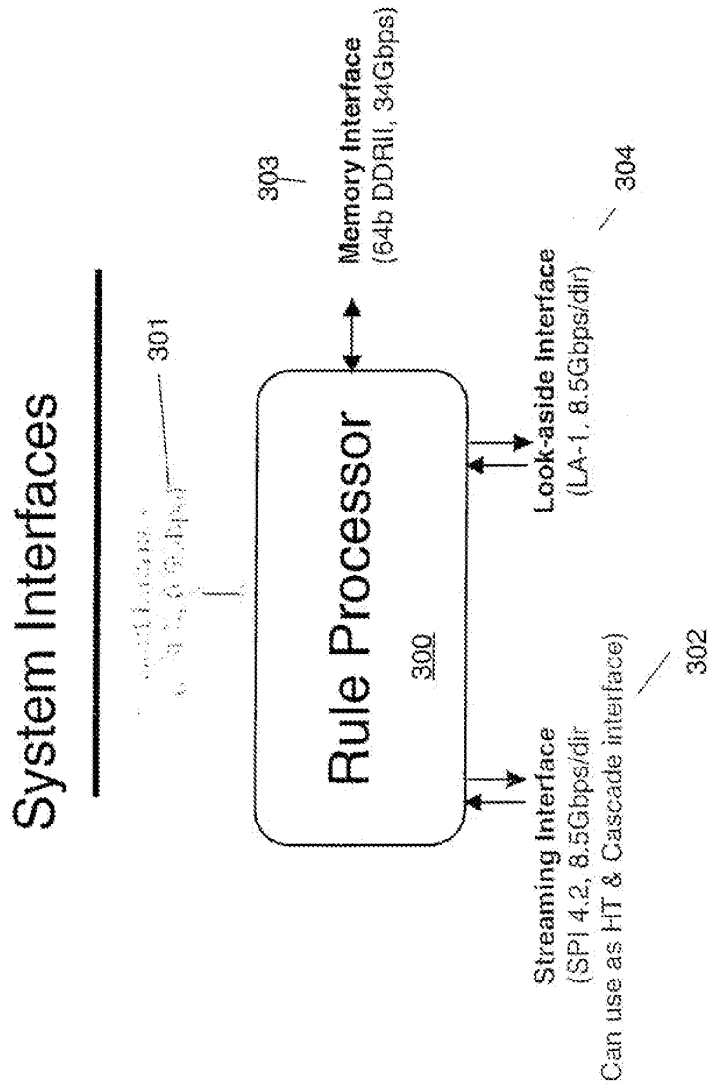 System Interfaces
301
Rule Processor
300
303
Memory Interface
(64b DDRII, 34Gbps)
Streaming Interface
(SPI 4.2, 8.5Gbps/dir
Can use as HT & Cascade interface)
302
Look-aside Interface
(LA-1, 8.5Gbps/dir)
304